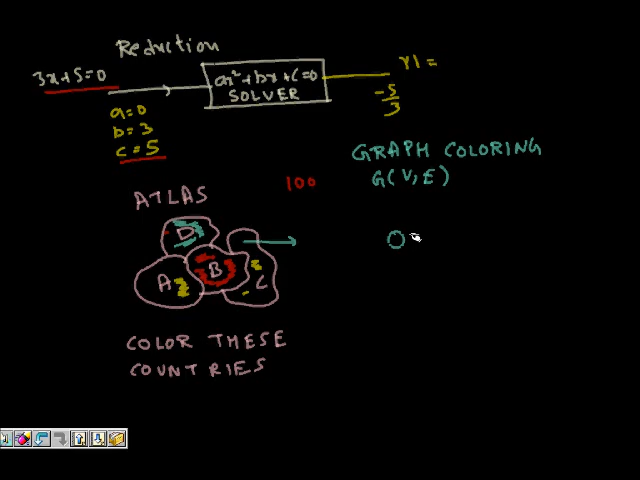 Reduction
3x+5=0
ax²+bx+c=0
SOLVER
r1=
-5/3
a=0
b=3
c=5
GRAPH COLORING
G(V,E)
100
ATLAS
D
A
B
C
COLOR THESE
COUNTRIES